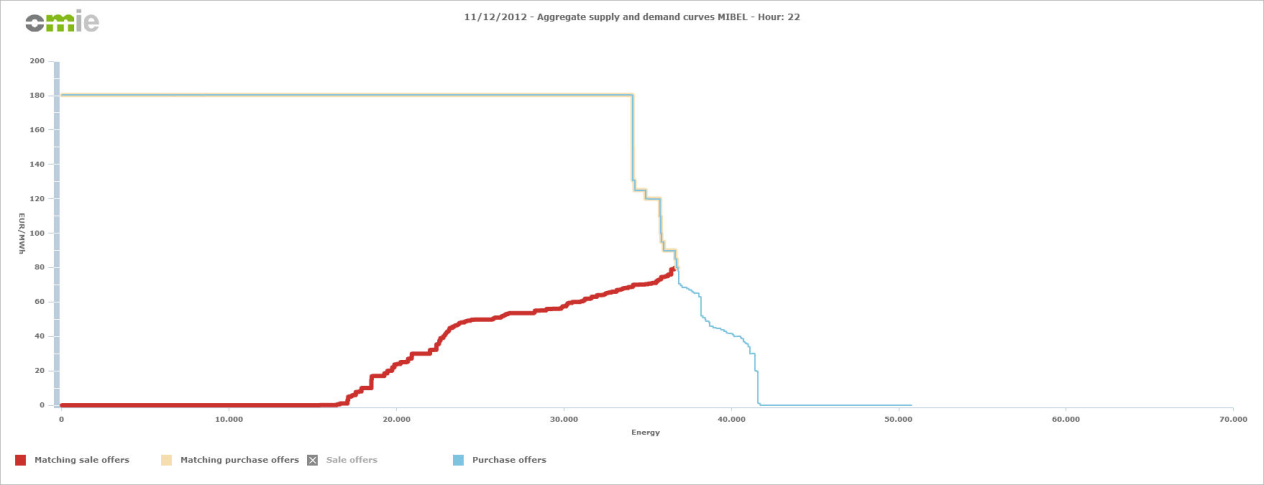 omie
11/12/2012 - Aggregate supply and demand curves MIBEL - Hour: 22
200
180
160
140
120
100
80
60
40
20
0
EUR/MWh
0 10.000 20.000 30.000 40.000 50.000 60.000 70.000
Energy
Matching sale offers Matching purchase offers Sale offers Purchase offers